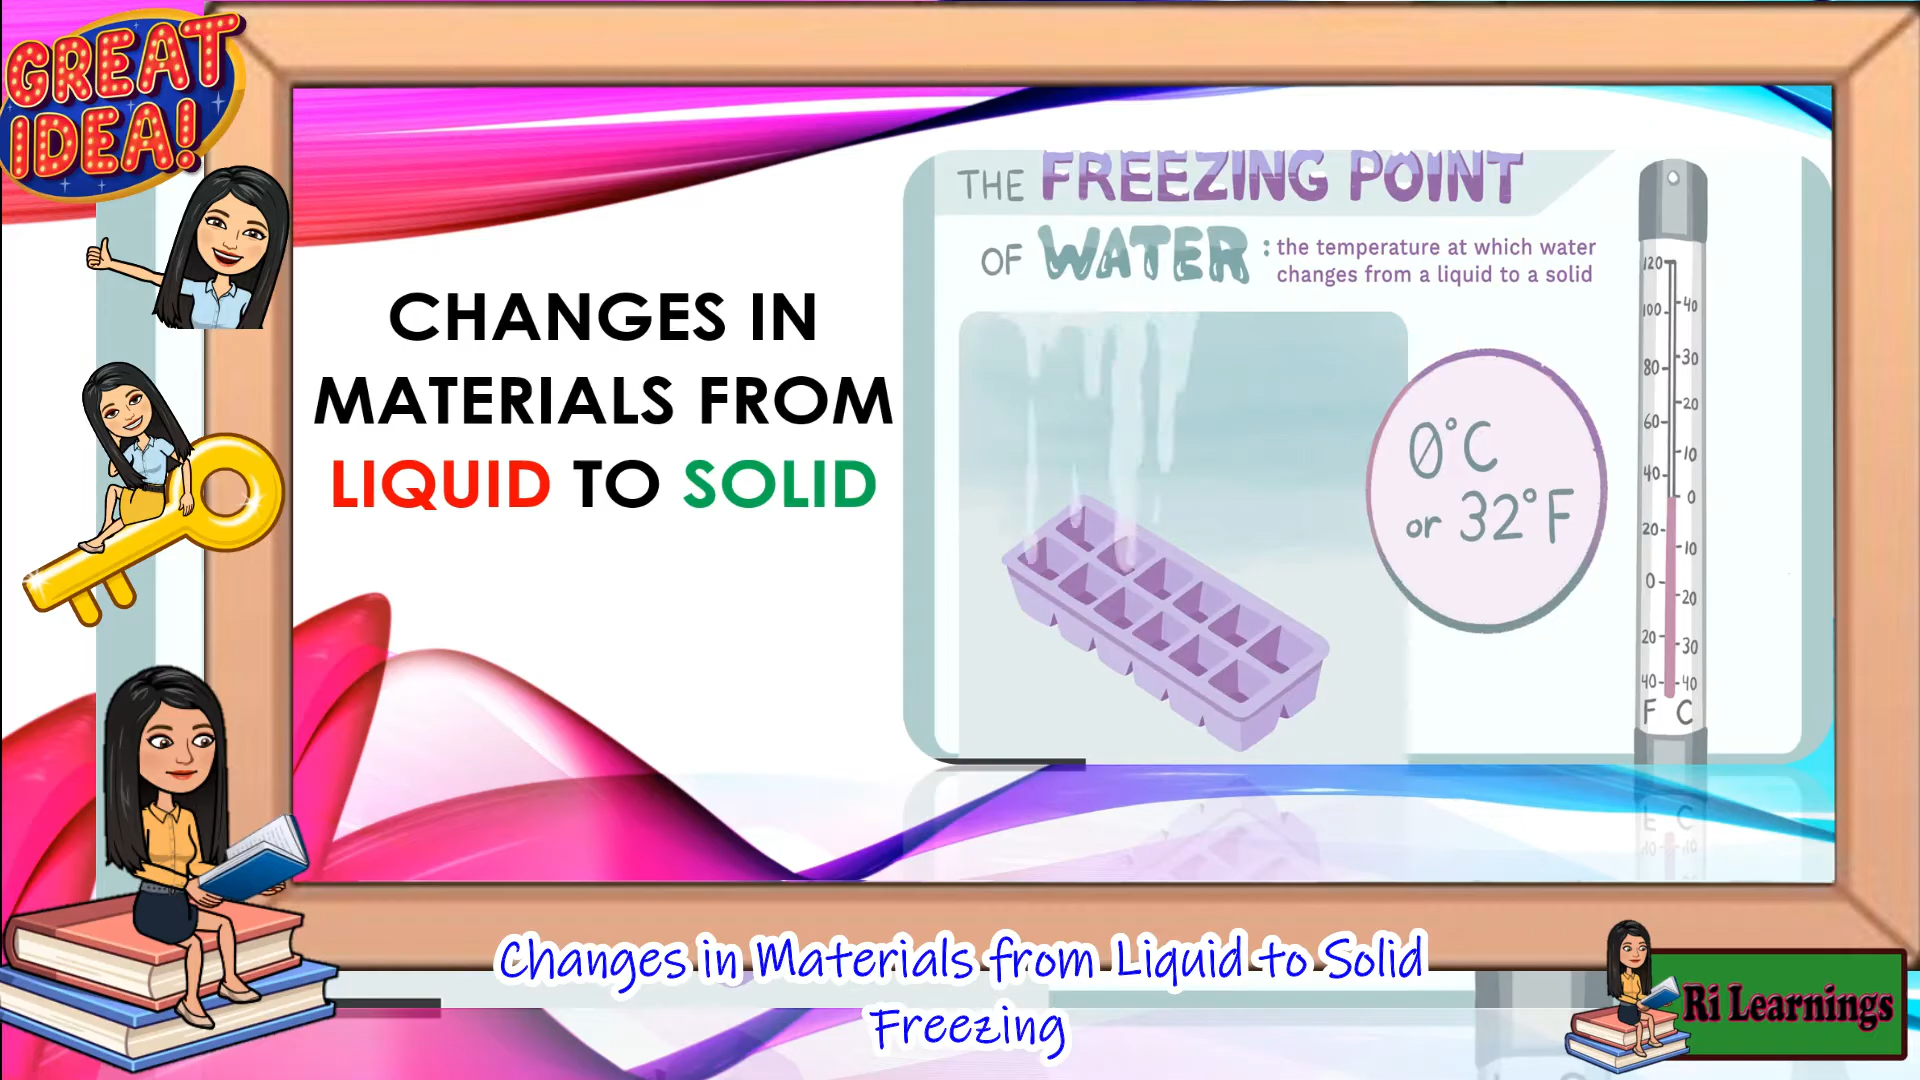 GREAT
IDEA!
CHANGES IN
MATERIALS FROM
LIQUID TO SOLID
THE FREEZING POINT
OF WATER : the temperature at which water
changes from a liquid to a solid
0°C
or 32°F
120
100 40
80 30
20
60
10
40
0
20
10
0
20
20
30
40 40
F C
Changes in Materials from Liquid to Solid
Freezing
Ri Learnings